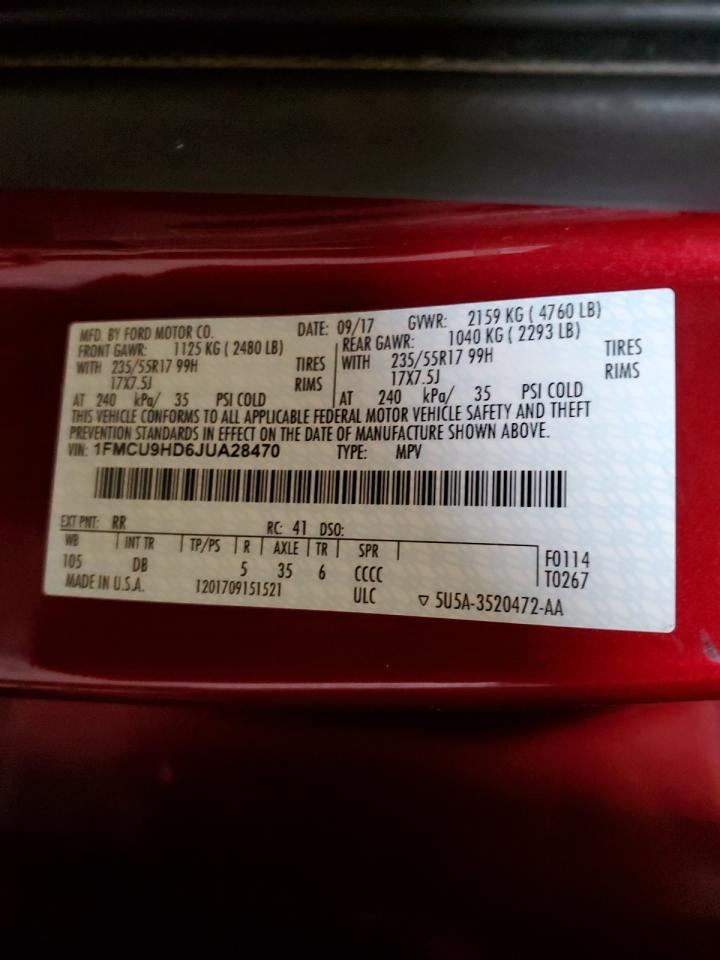 MFD. BY FORD MOTOR CO. DATE: 09/17 GVWR: 2159 KG ( 4760 LB)
FRONT GAWR: 1125 KG ( 2480 LB) REAR GAWR: 1040 KG ( 2293 LB)
WITH 235/55R17 99H TIRES WITH 235/55R17 99H TIRES
17X7.5J RIMS 17X7.5J RIMS
AT 240 kPa/ 35 PSI COLD AT 240 kPa/ 35 PSI COLD
THIS VEHICLE CONFORMS TO ALL APPLICABLE FEDERAL MOTOR VEHICLE SAFETY AND THEFT
PREVENTION STANDARDS IN EFFECT ON THE DATE OF MANUFACTURE SHOWN ABOVE.
VIN: 1FMCU9HD6JUA28470 TYPE: MPV
EXT PNT: RR RC: 41 DSO:
WB INT TR TP/PS R AXLE TR SPR F0114
105 DB 5 35 6 CCCC T0267
MADE IN U.S.A. 1201709151521 ULC ▽ 5U5A-3520472-AA